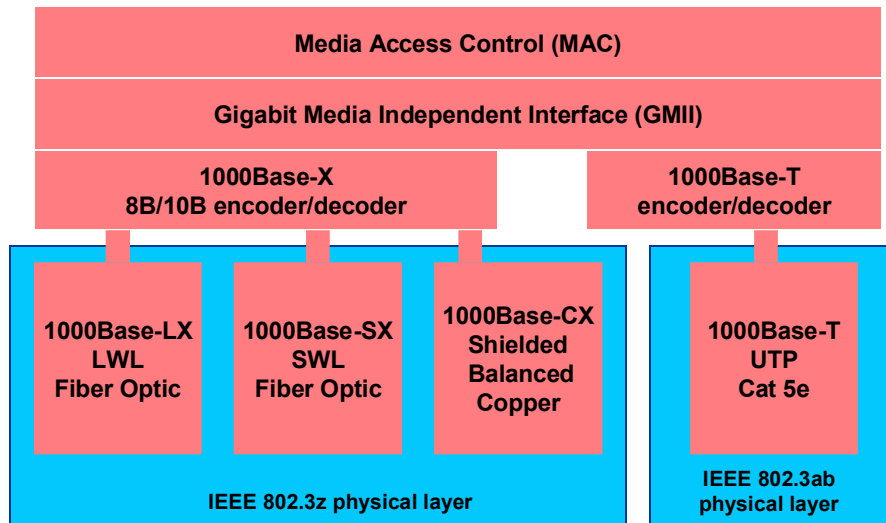 Media Access Control (MAC)
Gigabit Media Independent Interface (GMII)
1000Base-X
8B/10B encoder/decoder
1000Base-T
encoder/decoder
1000Base-LX
LWL
Fiber Optic
1000Base-SX
SWL
Fiber Optic
1000Base-CX
Shielded
Balanced
Copper
1000Base-T
UTP
Cat 5e
IEEE 802.3z physical layer
IEEE 802.3ab
physical layer